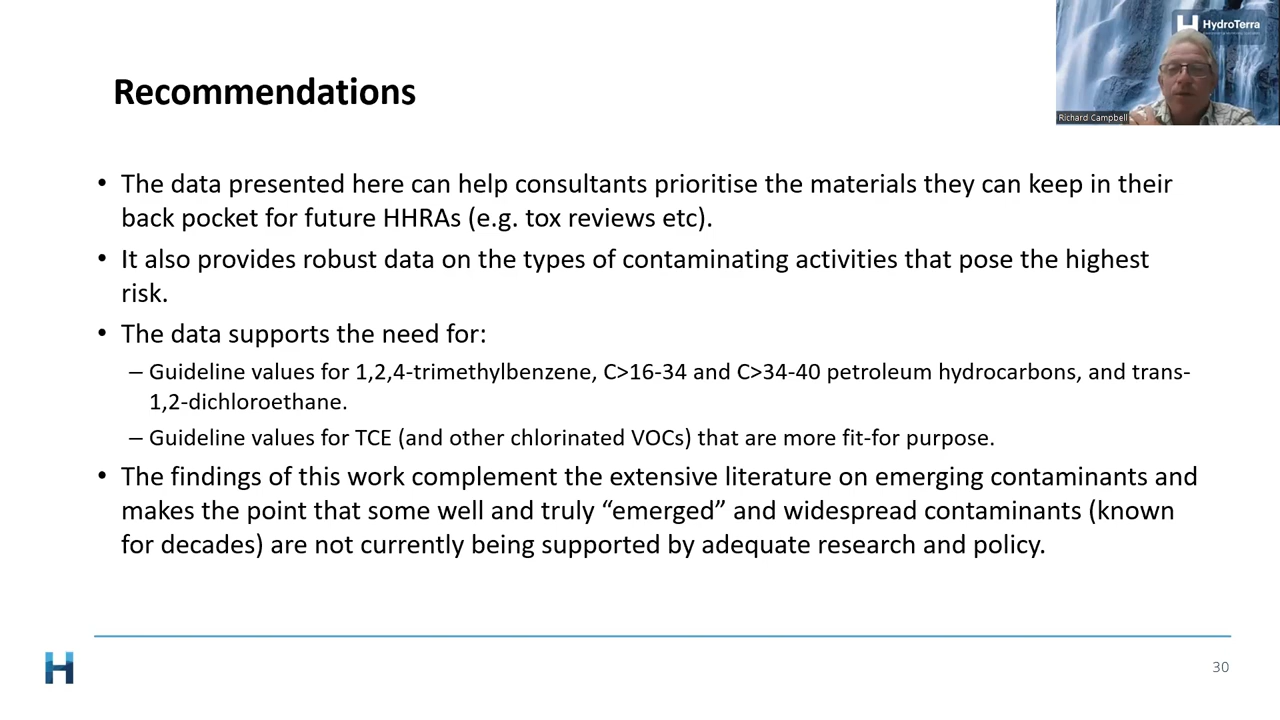 HydroTerra
Richard Campbell
Recommendations
• The data presented here can help consultants prioritise the materials they can keep in their
back pocket for future HHRAs (e.g. tox reviews etc).
• It also provides robust data on the types of contaminating activities that pose the highest
risk.
• The data supports the need for:
– Guideline values for 1,2,4-trimethylbenzene, C>16-34 and C>34-40 petroleum hydrocarbons, and trans-
1,2-dichloroethane.
– Guideline values for TCE (and other chlorinated VOCs) that are more fit-for purpose.
• The findings of this work complement the extensive literature on emerging contaminants and
makes the point that some well and truly “emerged” and widespread contaminants (known
for decades) are not currently being supported by adequate research and policy.
30